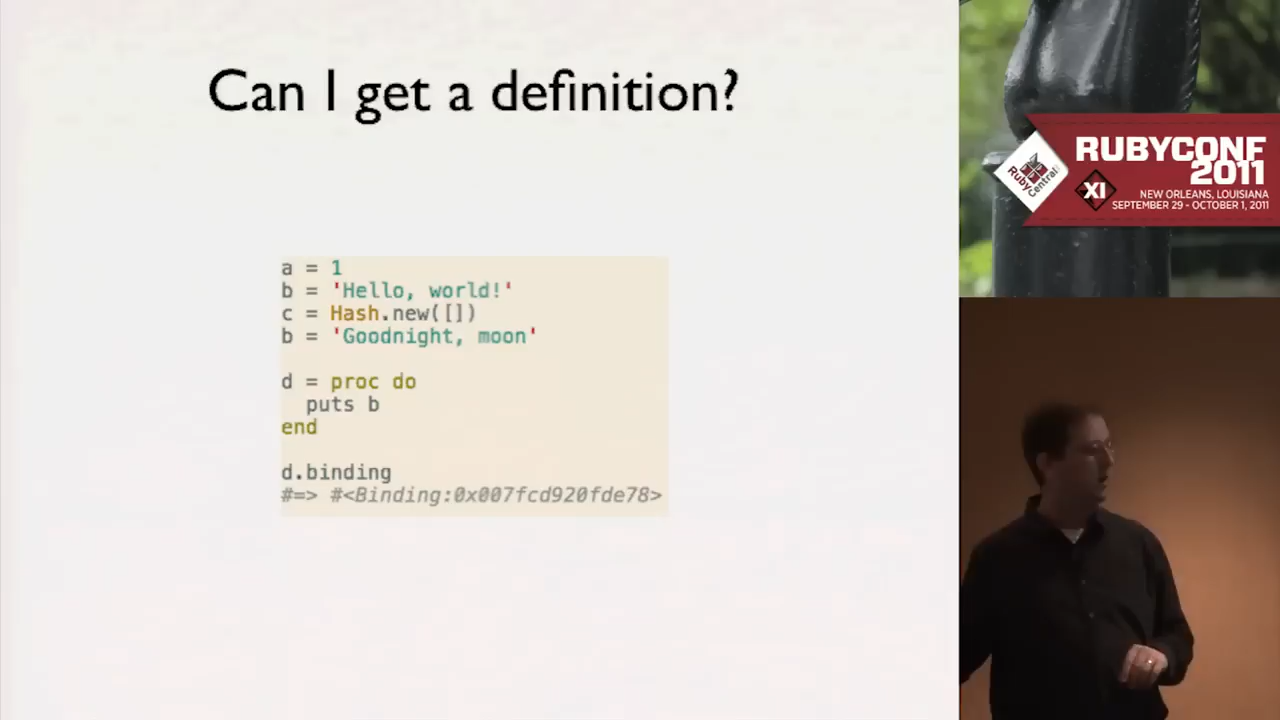 Can I get a definition?
a = 1
b = 'Hello, world!'
c = Hash.new([])
b = 'Goodnight, moon'
d = proc do
  puts b
end
d.binding
#=> #<Binding:0x007fcd920fde78>
RubyCentral
RUBYCONF
2011
XI
NEW ORLEANS, LOUISIANA
SEPTEMBER 29 - OCTOBER 1, 2011